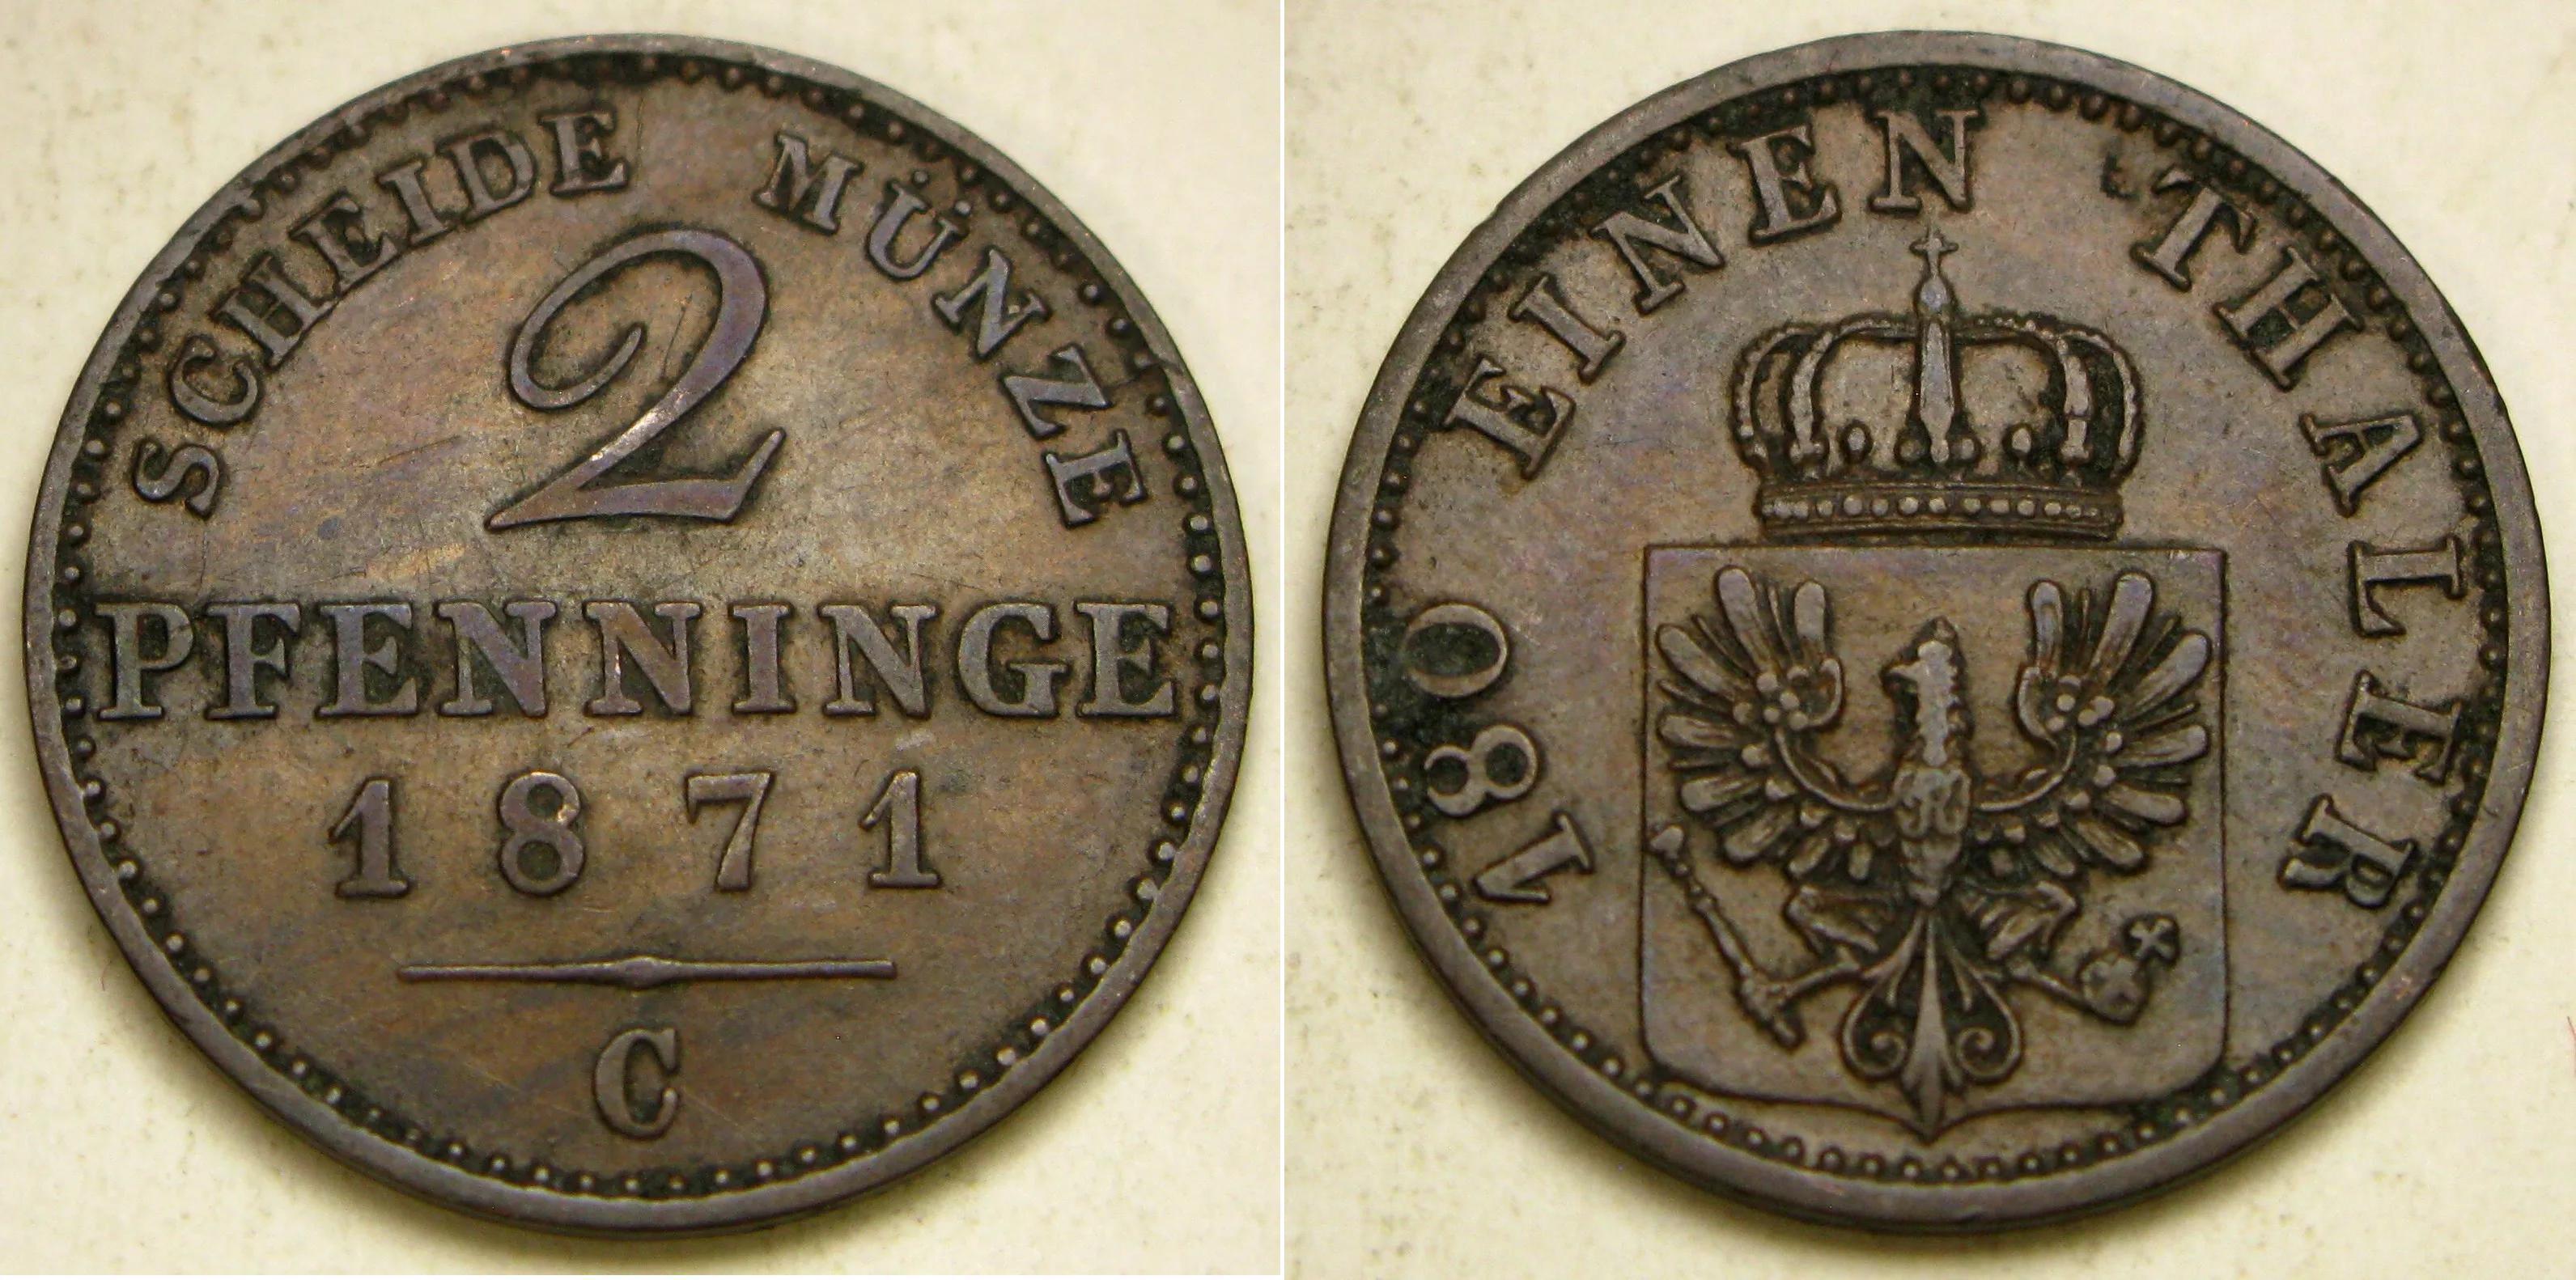 SCHEIDE MÜNZE
2
PFENNINGE
1871
C
180 EINEN THALER